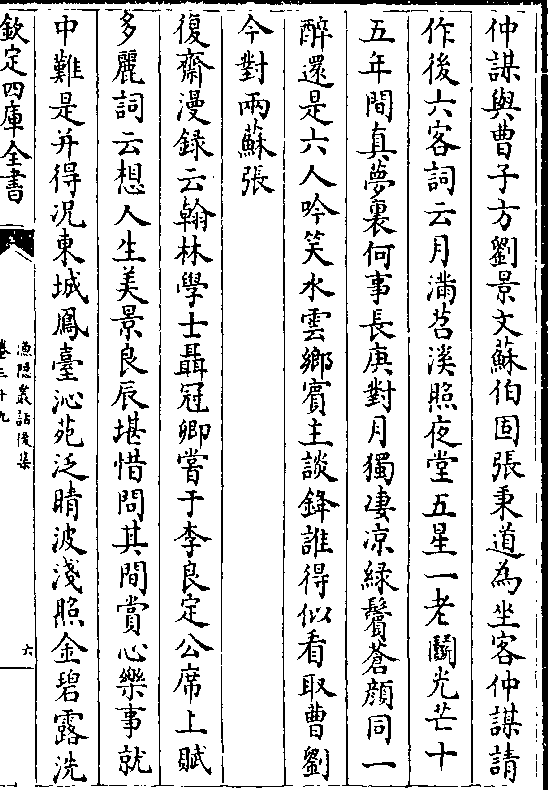 仲謀與曹子方劉景文蘇伯固張秉道為坐客仲謀請
作後六客詞云月滿苕溪照夜堂五星一老鬬光芒十
五年間真夢裏何事長庚對月獨凄凉緑鬢蒼顔同一
醉還是六人吟笑水雲鄉賓主談鋒誰得似看取曹劉
今對兩蘇張
復齋漫録云翰林學士聶冠卿嘗于李良定公席上賦
多麗詞云想人生美景良辰堪惜問其間賞心樂事就
中難是并得況東城鳳臺沁苑泛晴波淺照金碧露洗
欽定四庫全書
漁隠叢話後集
卷三十九
六